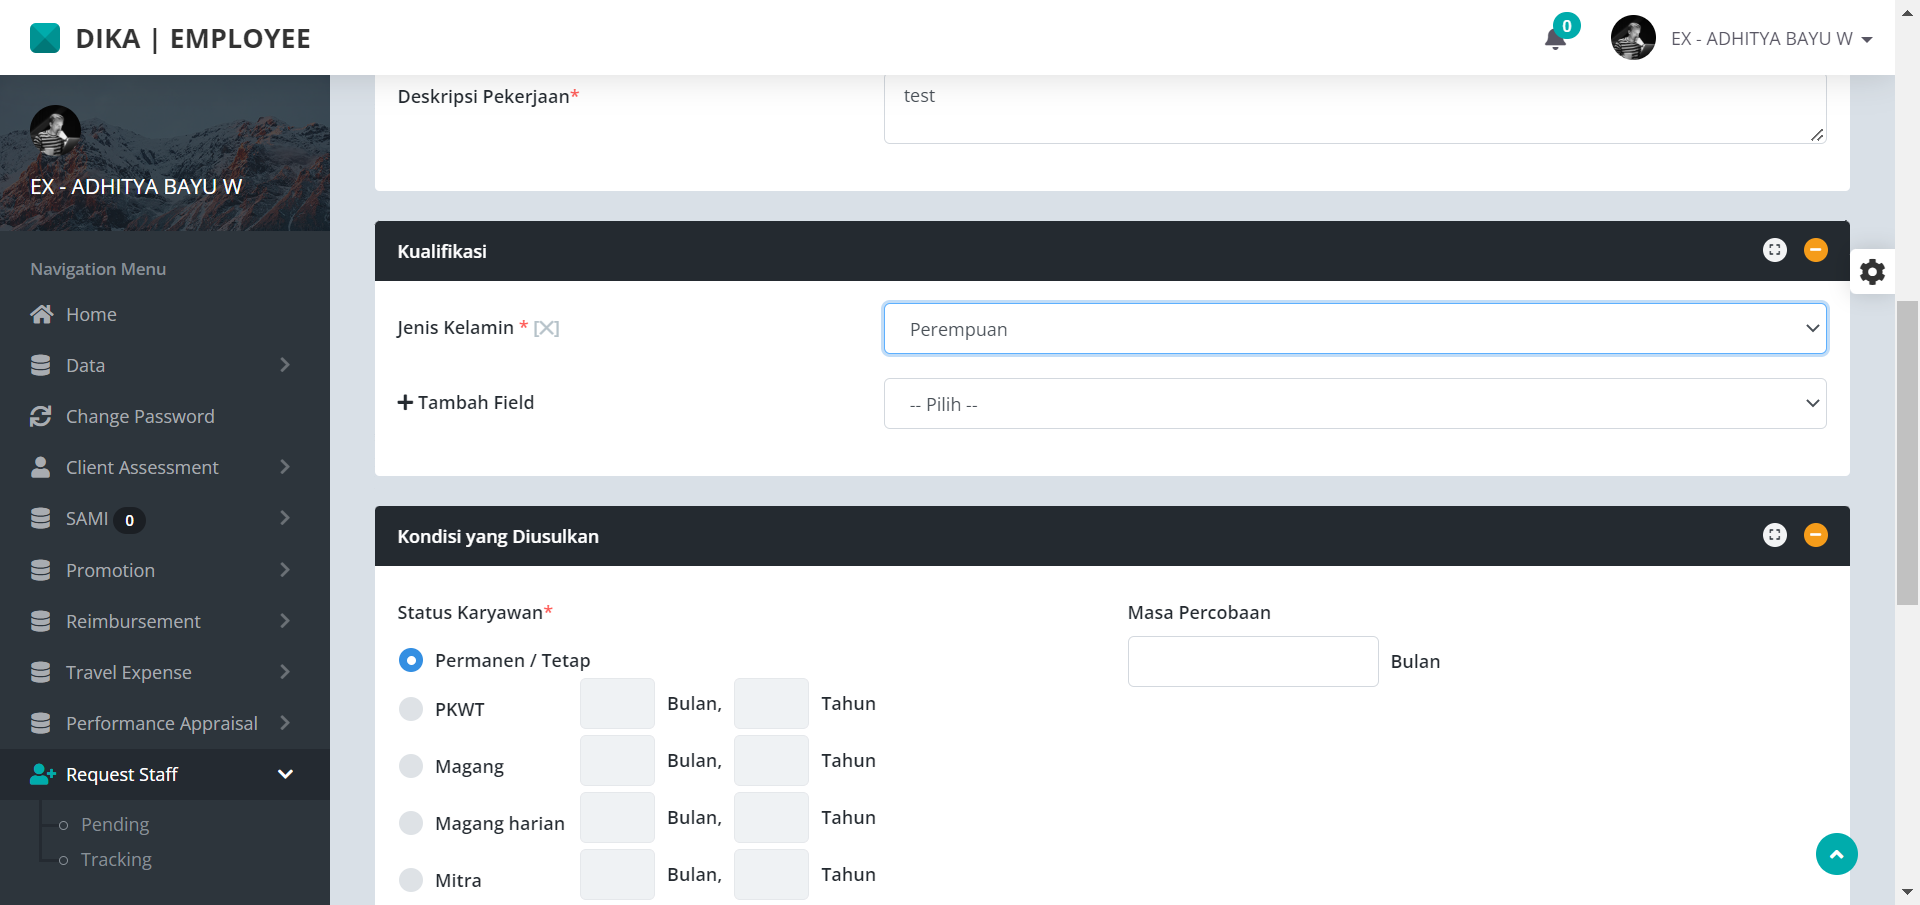 DIKA | EMPLOYEE
0
EX - ADHITYA BAYU W
EX - ADHITYA BAYU W
Navigation Menu
Home
Data
Change Password
Client Assessment
SAMI 0
Promotion
Reimbursement
Travel Expense
Performance Appraisal
Request Staff
Pending
Tracking
Deskripsi Pekerjaan*
test
Kualifikasi
Jenis Kelamin * [X]
Perempuan
+ Tambah Field
-- Pilih --
Kondisi yang Diusulkan
Status Karyawan*
Masa Percobaan
Permanen / Tetap
Bulan
PKWT Bulan, Tahun
Magang Bulan, Tahun
Magang harian Bulan, Tahun
Mitra Bulan, Tahun